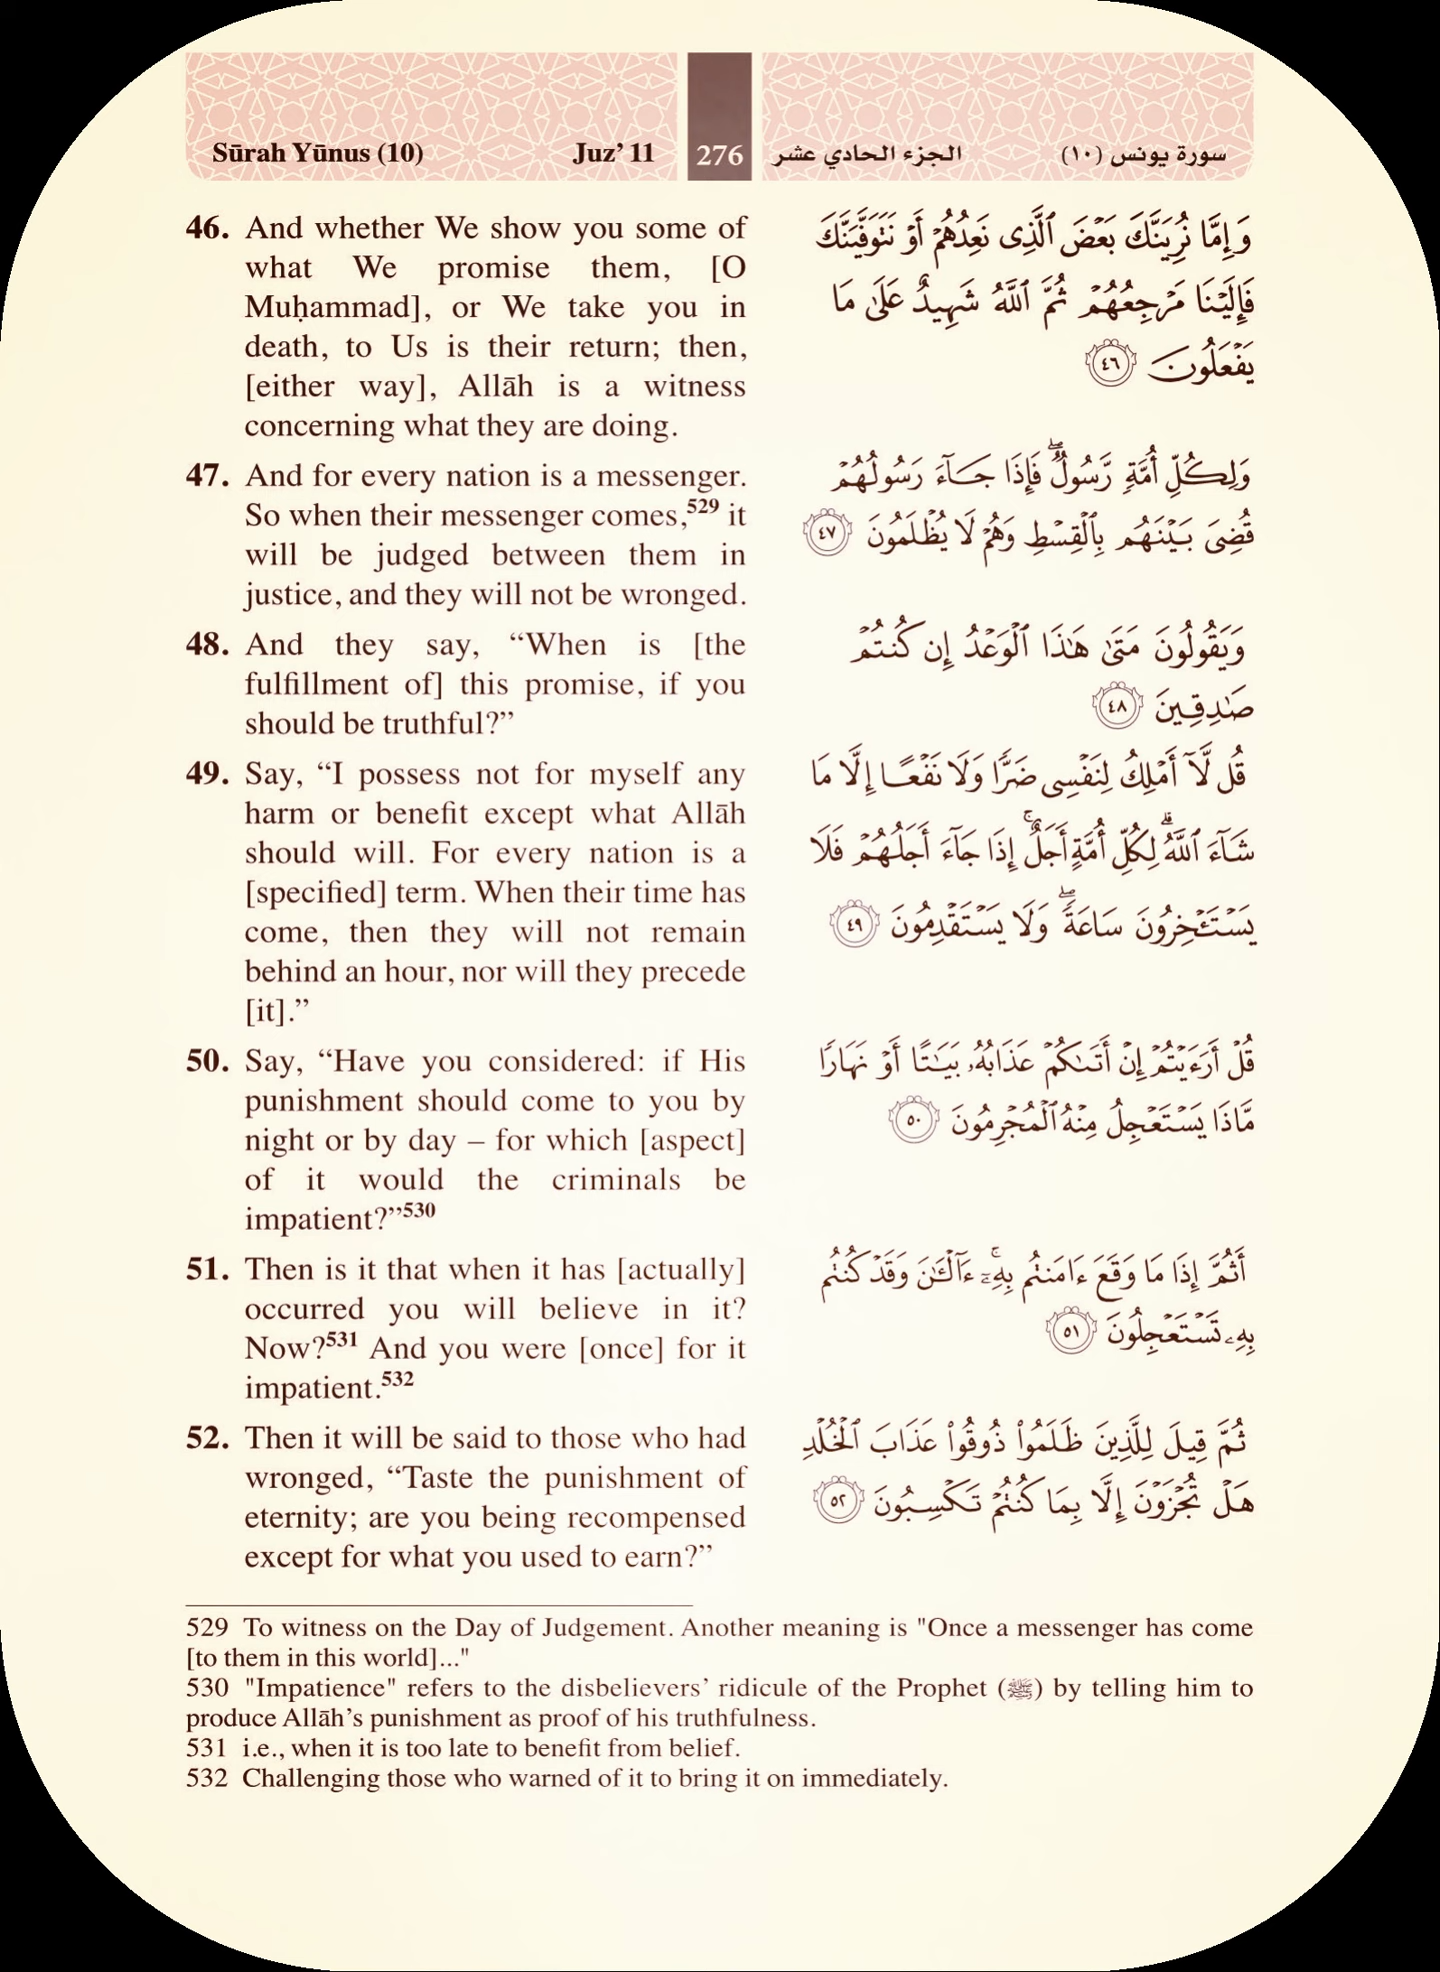 Sūrah Yūnus (10) Juz’ 11 276 الجزء الحادي عشر سورة يونس (١٠)
46. And whether We show you some of
what We promise them, [O
Muḥammad], or We take you in
death, to Us is their return; then,
[either way], Allāh is a witness
concerning what they are doing.
وَإِمَّا نُرِيَنَّكَ بَعْضَ ٱلَّذِى نَعِدُهُمْ أَوْ نَتَوَفَّيَنَّكَ
فَإِلَيْنَا مَرْجِعُهُمْ ثُمَّ ٱللَّهُ شَهِيدٌ عَلَىٰ مَا
يَفْعَلُونَ ٤٦
47. And for every nation is a messenger.
So when their messenger comes,529 it
will be judged between them in
justice, and they will not be wronged.
وَلِكُلِّ أُمَّةٍ رَّسُولٌ ۖ فَإِذَا جَآءَ رَسُولُهُمْ
قُضِىَ بَيْنَهُم بِٱلْقِسْطِ وَهُمْ لَا يُظْلَمُونَ ٤٧
48. And they say, “When is [the
fulfillment of] this promise, if you
should be truthful?”
وَيَقُولُونَ مَتَىٰ هَـٰذَا ٱلْوَعْدُ إِن كُنتُمْ
صَـٰدِقِينَ ٤٨
49. Say, “I possess not for myself any
harm or benefit except what Allāh
should will. For every nation is a
[specified] term. When their time has
come, then they will not remain
behind an hour, nor will they precede
[it].”
قُل لَّآ أَمْلِكُ لِنَفْسِى ضَرًّا وَلَا نَفْعًا إِلَّا مَا
شَآءَ ٱللَّهُ ۗ لِكُلِّ أُمَّةٍ أَجَلٌ ۚ إِذَا جَآءَ أَجَلُهُمْ فَلَا
يَسْتَـْٔخِرُونَ سَاعَةً ۖ وَلَا يَسْتَقْدِمُونَ ٤٩
50. Say, “Have you considered: if His
punishment should come to you by
night or by day – for which [aspect]
of it would the criminals be
impatient?”530
قُلْ أَرَءَيْتُمْ إِنْ أَتَىٰكُمْ عَذَابُهُۥ بَيَـٰتًا أَوْ نَهَارًا
مَّاذَا يَسْتَعْجِلُ مِنْهُ ٱلْمُجْرِمُونَ ٥٠
51. Then is it that when it has [actually]
occurred you will believe in it?
Now?531 And you were [once] for it
impatient.532
أَثُمَّ إِذَا مَا وَقَعَ ءَامَنتُم بِهِۦٓ ۚ ءَآلْـَٔـٰنَ وَقَدْ كُنتُم
بِهِۦ تَسْتَعْجِلُونَ ٥١
52. Then it will be said to those who had
wronged, “Taste the punishment of
eternity; are you being recompensed
except for what you used to earn?”
ثُمَّ قِيلَ لِلَّذِينَ ظَلَمُوا۟ ذُوقُوا۟ عَذَابَ ٱلْخُلْدِ
هَلْ تُجْزَوْنَ إِلَّا بِمَا كُنتُمْ تَكْسِبُونَ ٥٢
529 To witness on the Day of Judgement. Another meaning is "Once a messenger has come
[to them in this world]..."
530 "Impatience" refers to the disbelievers’ ridicule of the Prophet (ﷺ) by telling him to
produce Allāh’s punishment as proof of his truthfulness.
531 i.e., when it is too late to benefit from belief.
532 Challenging those who warned of it to bring it on immediately.